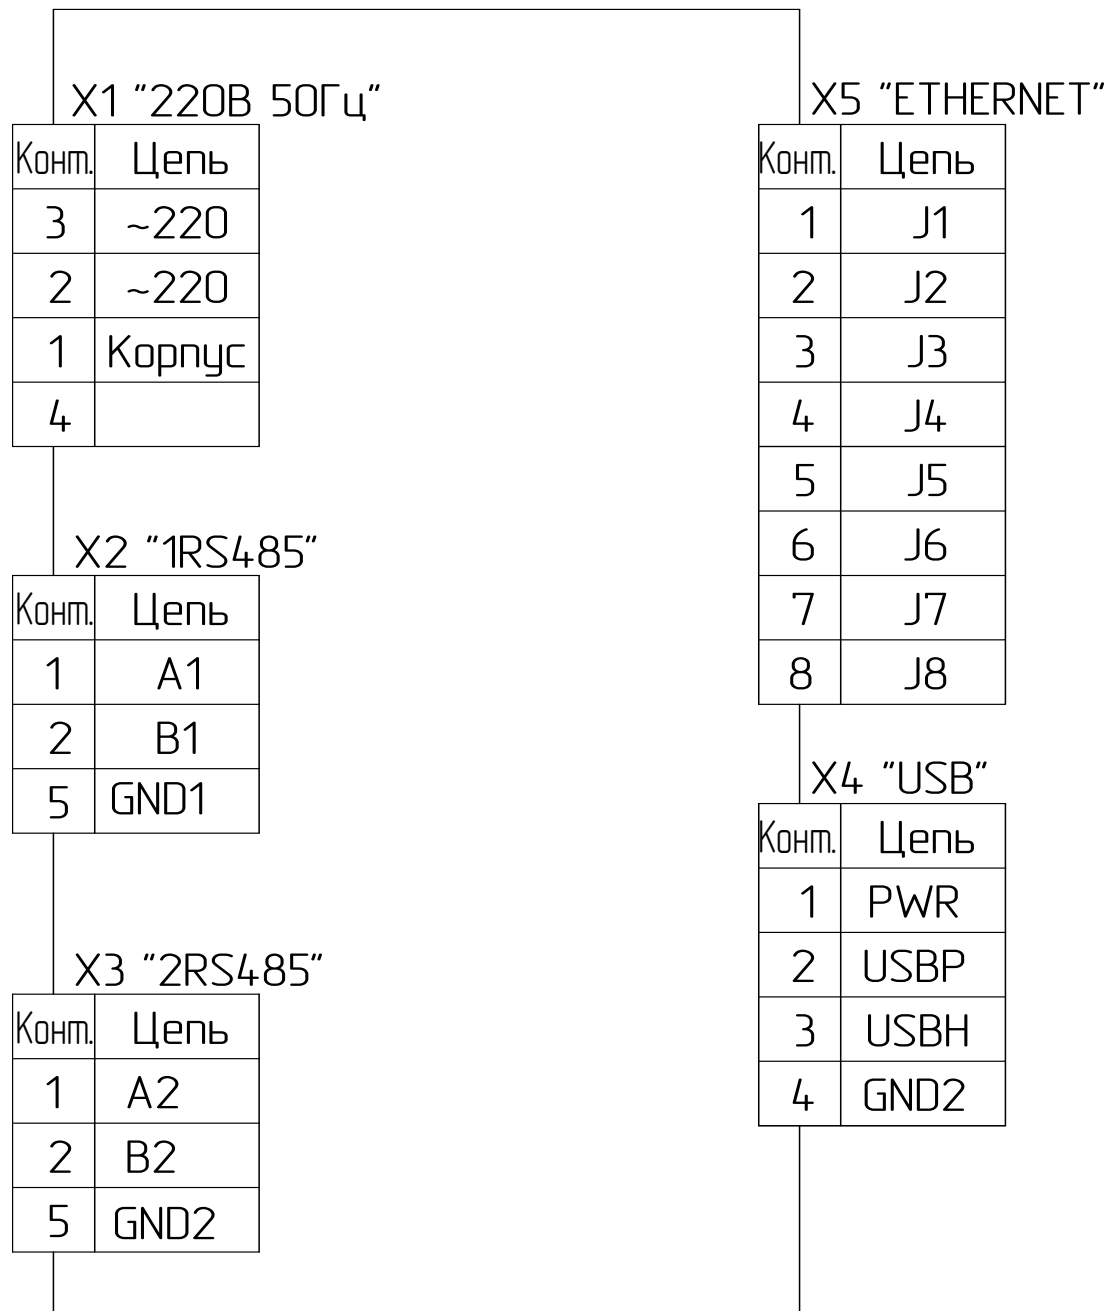 X1 "220В 50Гц"
Конт. Цепь
3 ~220
2 ~220
1 Корпус
4
X2 "1RS485"
Конт. Цепь
1 A1
2 B1
5 GND1
X3 "2RS485"
Конт. Цепь
1 A2
2 B2
5 GND2
X5 "ETHERNET"
Конт. Цепь
1 J1
2 J2
3 J3
4 J4
5 J5
6 J6
7 J7
8 J8
X4 "USB"
Конт. Цепь
1 PWR
2 USBP
3 USBH
4 GND2